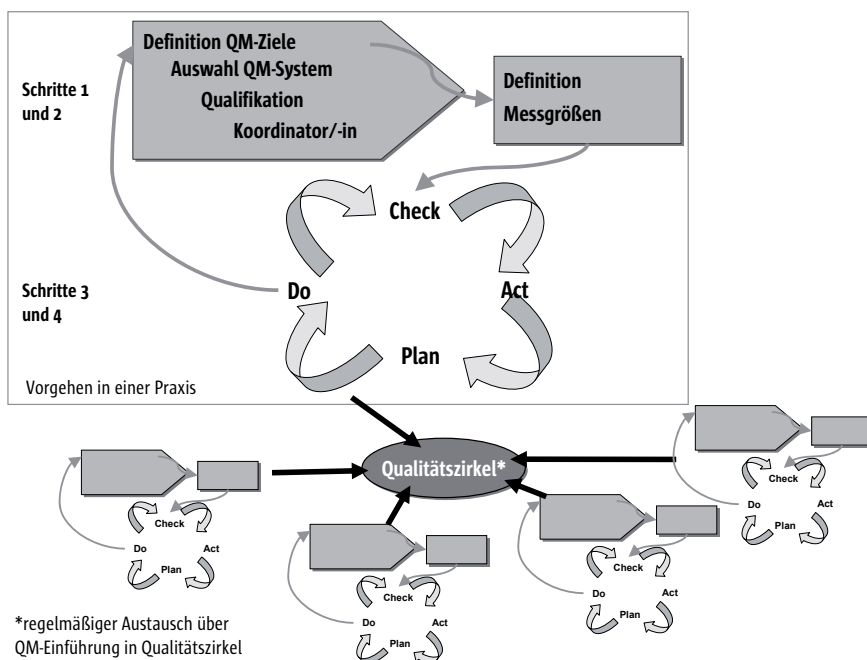 Schritte 1
und 2
Definition QM-Ziele
Auswahl QM-System
Qualifikation
Koordinator/-in
Definition
Messgrößen
Check
Schritte 3
und 4
Do
Act
Plan
Vorgehen in einer Praxis
Qualitätszirkel*
Check
Do
Act
Plan
Check
Do
Act
Plan
Check
Do
Act
Plan
Check
Do
Act
Plan
*regelmäßiger Austausch über
QM-Einführung in Qualitätszirkel